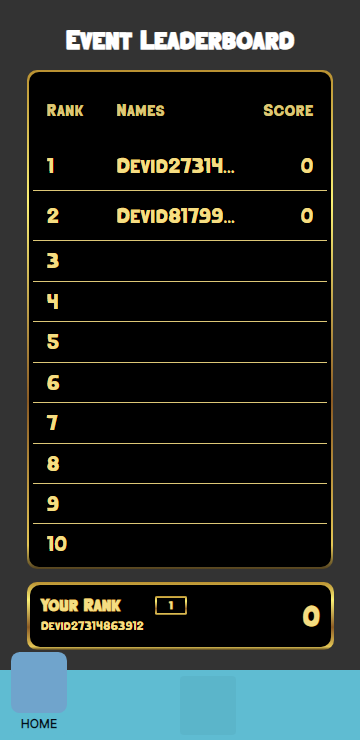 Event Leaderboard
Rank Names Score
1 Devid27314... 0
2 Devid81799... 0
3
4
5
6
7
8
9
10
Your Rank 1
Devid27314863912 0
HOME